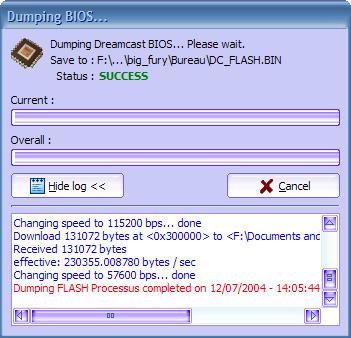 Dumping BIOS...
Dumping Dreamcast BIOS... Please wait.
Save to : F:\...\big_fury\Bureau\DC_FLASH.BIN
Status : SUCCESS
Current :
Overall :
Hide log <<
Cancel
Changing speed to 115200 bps... done
Download 131072 bytes at <0x300000> to <F:\Documents and
Received 131072 bytes
effective: 230355.008780 bytes / sec
Changing speed to 57600 bps... done
Dumping FLASH Processus completed on 12/07/2004 - 14:05:44